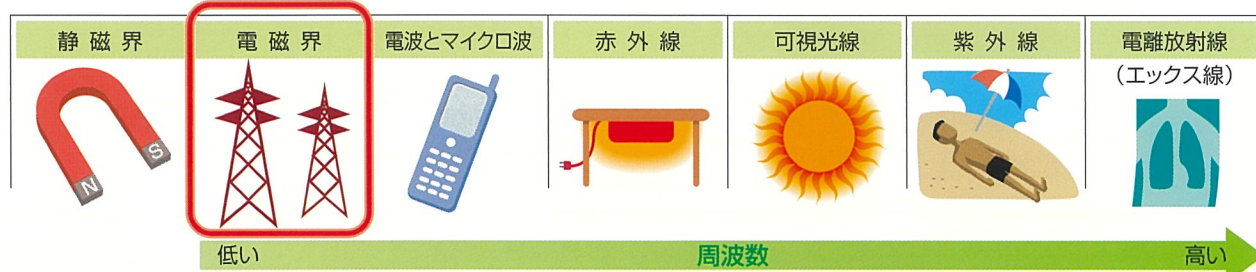 静磁界
電磁界
電波とマイクロ波
赤外線
可視光線
紫外線
電離放射線
（エックス線）
N
S
低い
周波数
高い